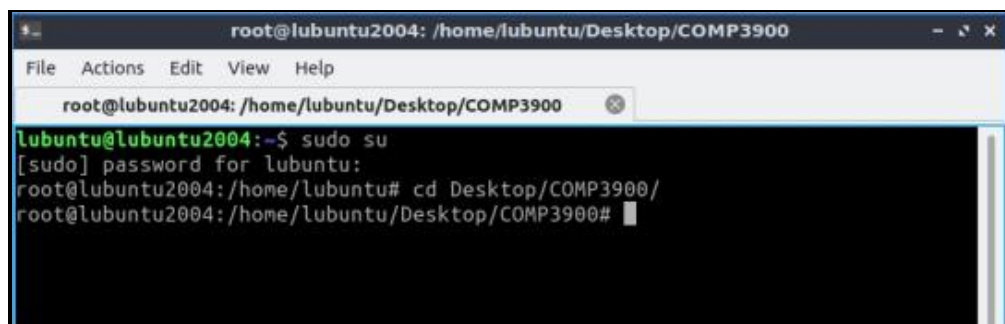 root@lubuntu2004: /home/lubuntu/Desktop/COMP3900
File Actions Edit View Help
root@lubuntu2004: /home/lubuntu/Desktop/COMP3900
lubuntu@lubuntu2004:~$ sudo su
[sudo] password for lubuntu:
root@lubuntu2004:/home/lubuntu# cd Desktop/COMP3900/
root@lubuntu2004:/home/lubuntu/Desktop/COMP3900#